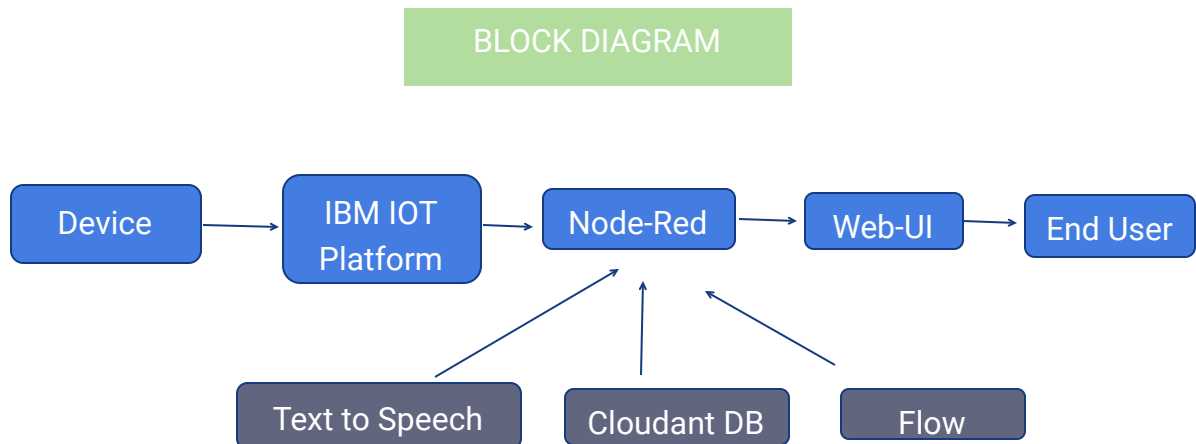 BLOCK DIAGRAM
Device
IBM IOT
Platform
Node-Red
Web-UI
End User
Text to Speech
Cloudant DB
Flow